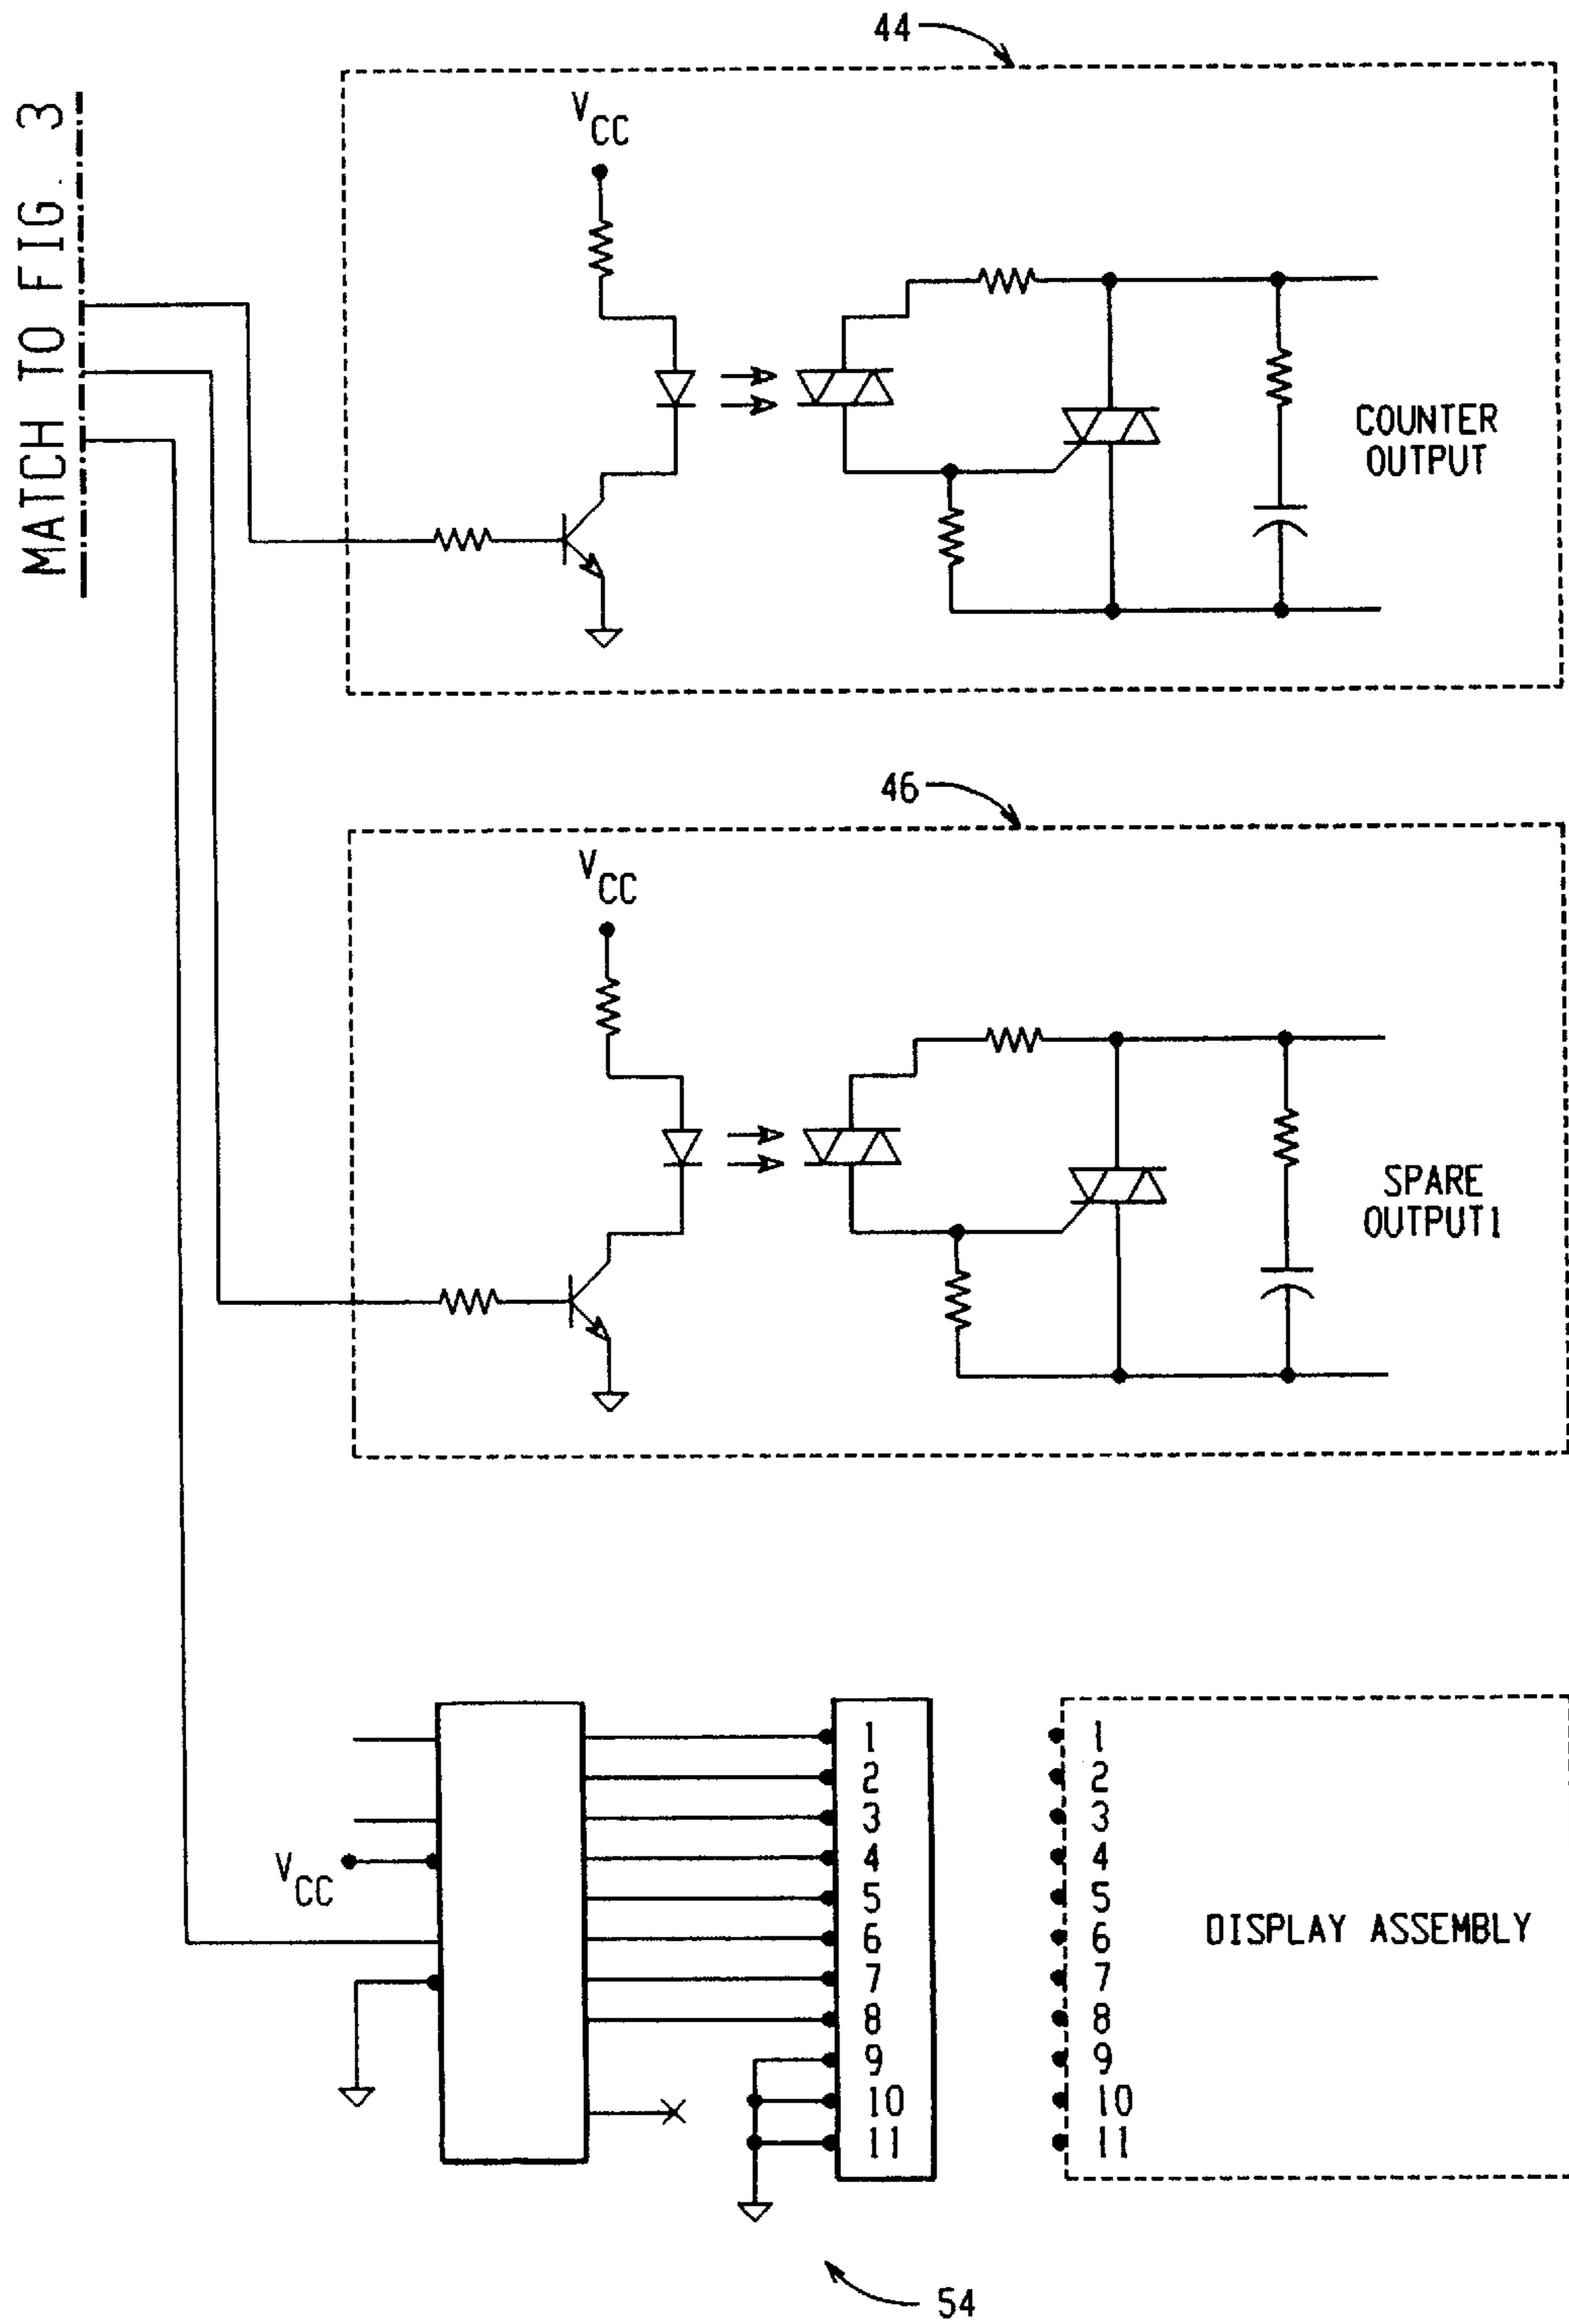 MATCH TO FIG. 3
44
VCC
COUNTER
OUTPUT
46
VCC
SPARE
OUTPUT1
VCC
1
2
3
4
5
6
7
8
9
10
11
1
2
3
4
5
6
7
8
9
10
11
DISPLAY ASSEMBLY
54